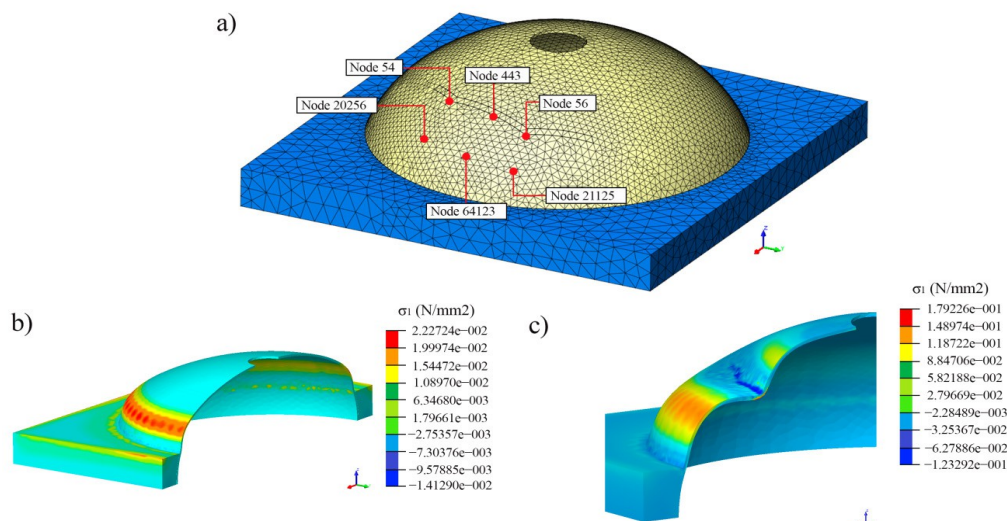 a)
Node 54
Node 443
Node 20256
Node 56
Node 64123
Node 21125
b)
σ1 (N/mm2)
2.22724e−002
1.99974e−002
1.54472e−002
1.08970e−002
6.34680e−003
1.79661e−003
−2.75357e−003
−7.30376e−003
−9.57885e−003
−1.41290e−002
c)
σ1 (N/mm2)
1.79226e−001
1.48974e−001
1.18722e−001
8.84706e−002
5.82188e−002
2.79669e−002
−2.28489e−003
−3.25367e−002
−6.27886e−002
−1.23292e−001